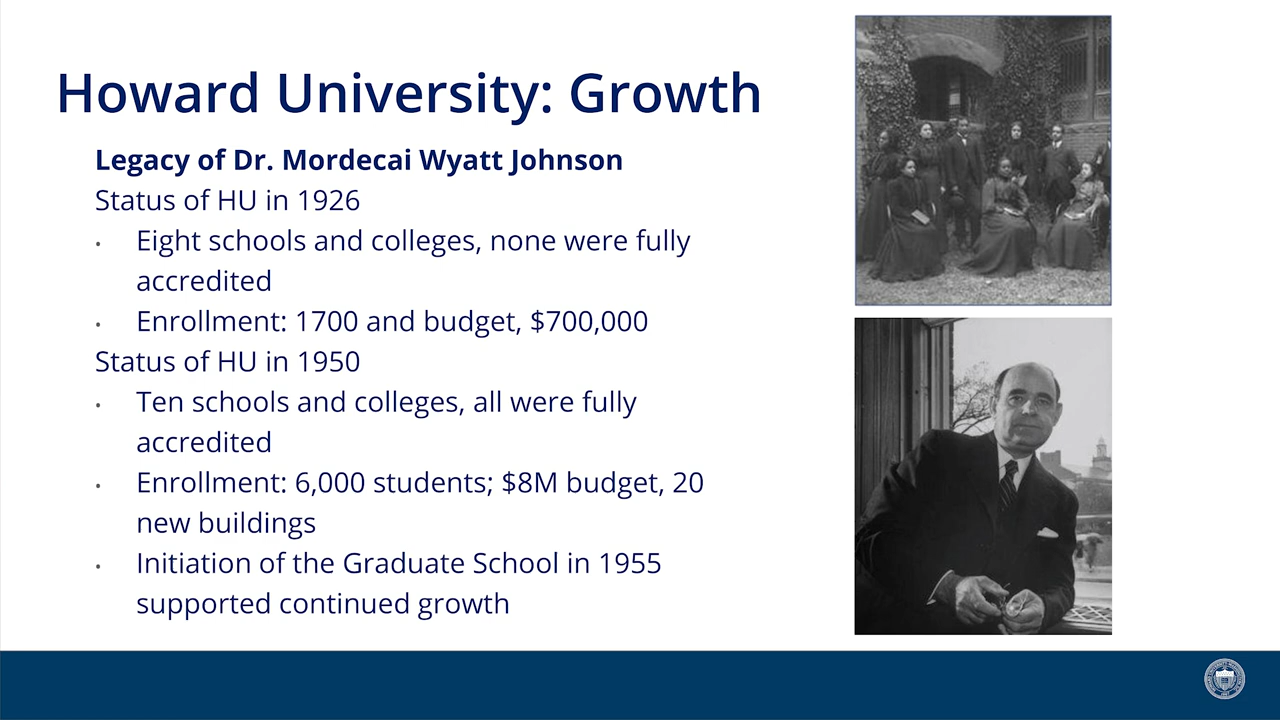 Howard University: Growth
Legacy of Dr. Mordecai Wyatt Johnson
Status of HU in 1926
• Eight schools and colleges, none were fully
accredited
• Enrollment: 1700 and budget, $700,000
Status of HU in 1950
• Ten schools and colleges, all were fully
accredited
• Enrollment: 6,000 students; $8M budget, 20
new buildings
• Initiation of the Graduate School in 1955
supported continued growth